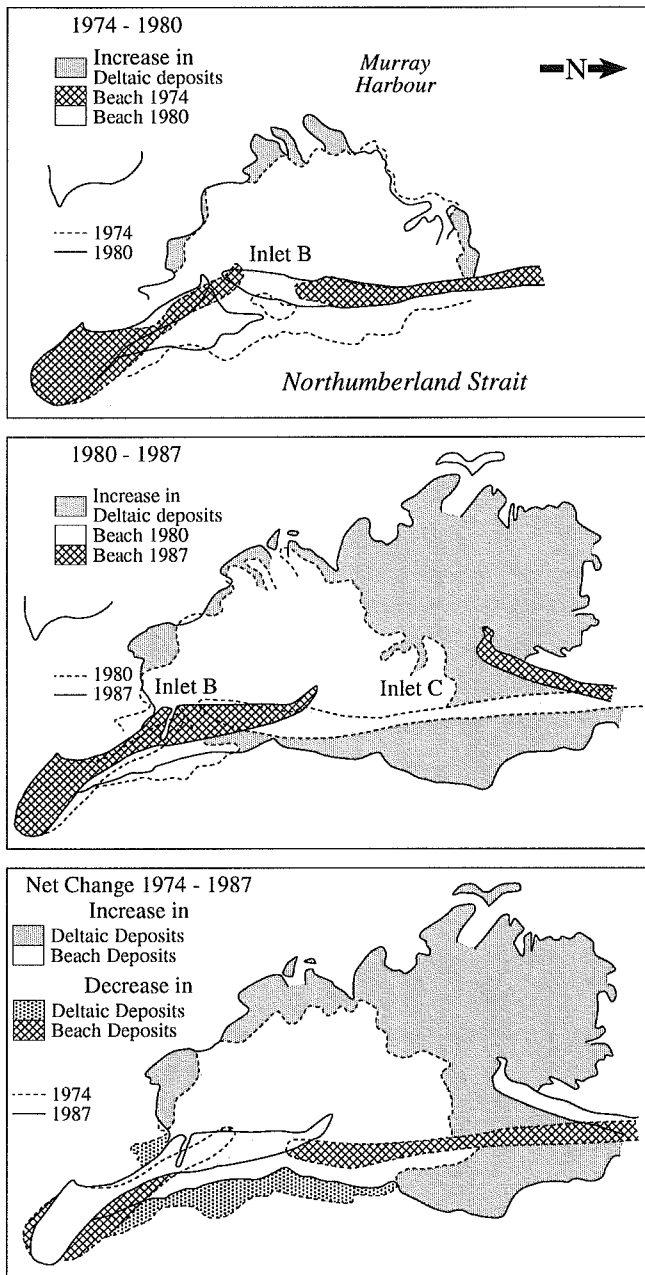 1974 - 1980
Increase in
Deltaic deposits
Beach 1974
Beach 1980
Murray
Harbour
N
1974
1980
Inlet B
Northumberland Strait
1980 - 1987
Increase in
Deltaic deposits
Beach 1980
Beach 1987
1980
1987
Inlet B
Inlet C
Net Change 1974 - 1987
Increase in
Deltaic Deposits
Beach Deposits
Decrease in
Deltaic Deposits
Beach Deposits
1974
1987